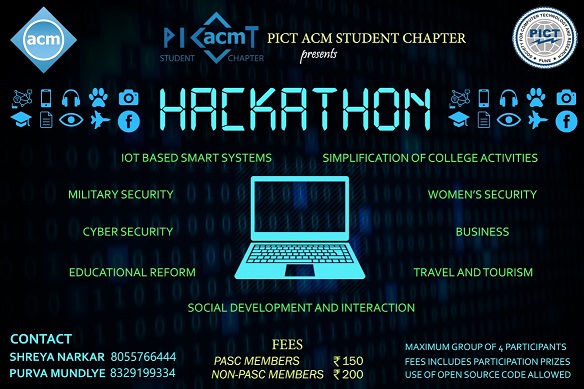 acm
PICT acmT
STUDENT CHAPTER
PICT ACM STUDENT CHAPTER
presents
PICT
PUNE
HACKATHON
IOT BASED SMART SYSTEMS
SIMPLIFICATION OF COLLEGE ACTIVITIES
MILITARY SECURITY
WOMEN'S SECURITY
CYBER SECURITY
BUSINESS
EDUCATIONAL REFORM
TRAVEL AND TOURISM
SOCIAL DEVELOPMENT AND INTERACTION
CONTACT
SHREYA NARKAR 8055766444
PURVA MUNDLYE 8329199334
FEES
PASC MEMBERS ₹ 150
NON-PASC MEMBERS ₹ 200
MAXIMUM GROUP OF 4 PARTICIPANTS
FEES INCLUDES PARTICIPATION PRIZES
USE OF OPEN SOURCE CODE ALLOWED